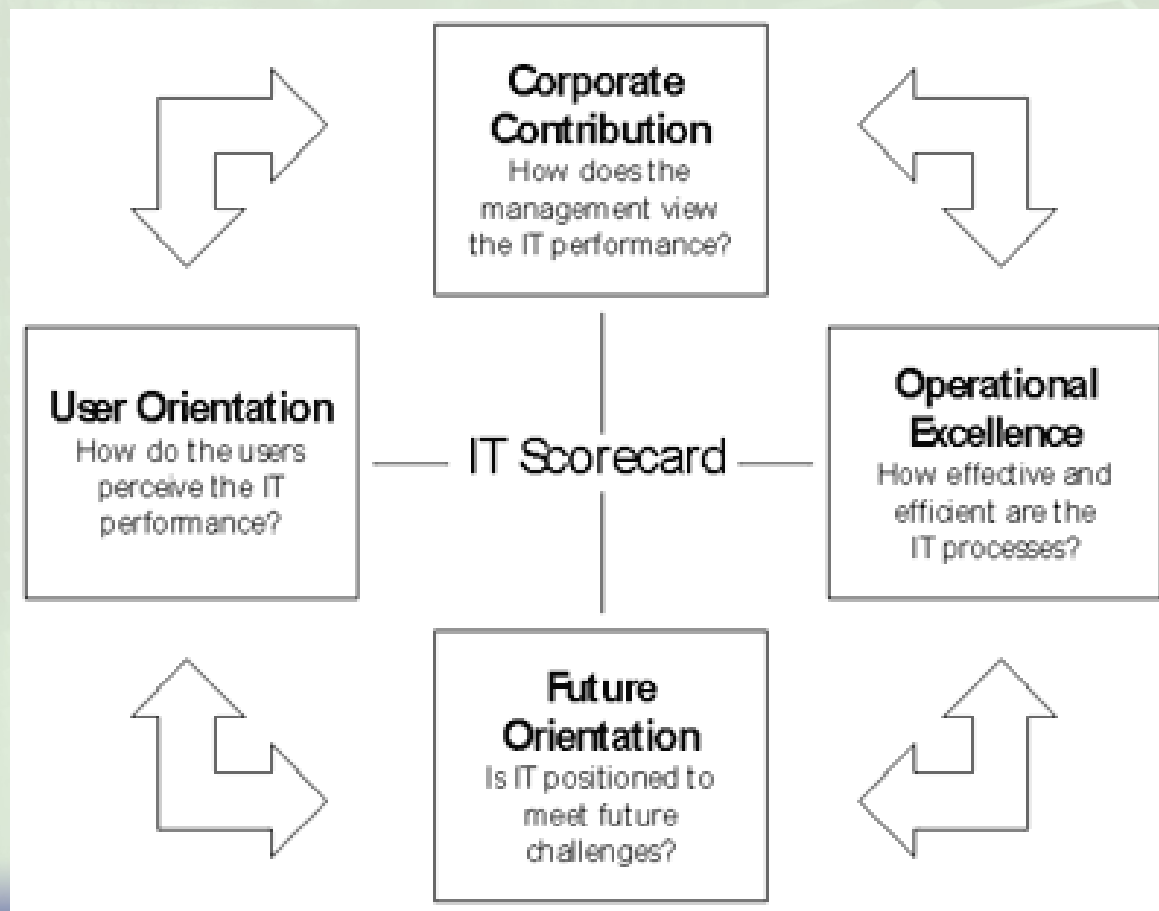 Corporate
Contribution
How does the
management view
the IT performance?
User Orientation
How do the users
perceive the IT
performance?
IT Scorecard
Operational
Excellence
How effective and
efficient are the
IT processes?
Future
Orientation
Is IT positioned to
meet future
challenges?